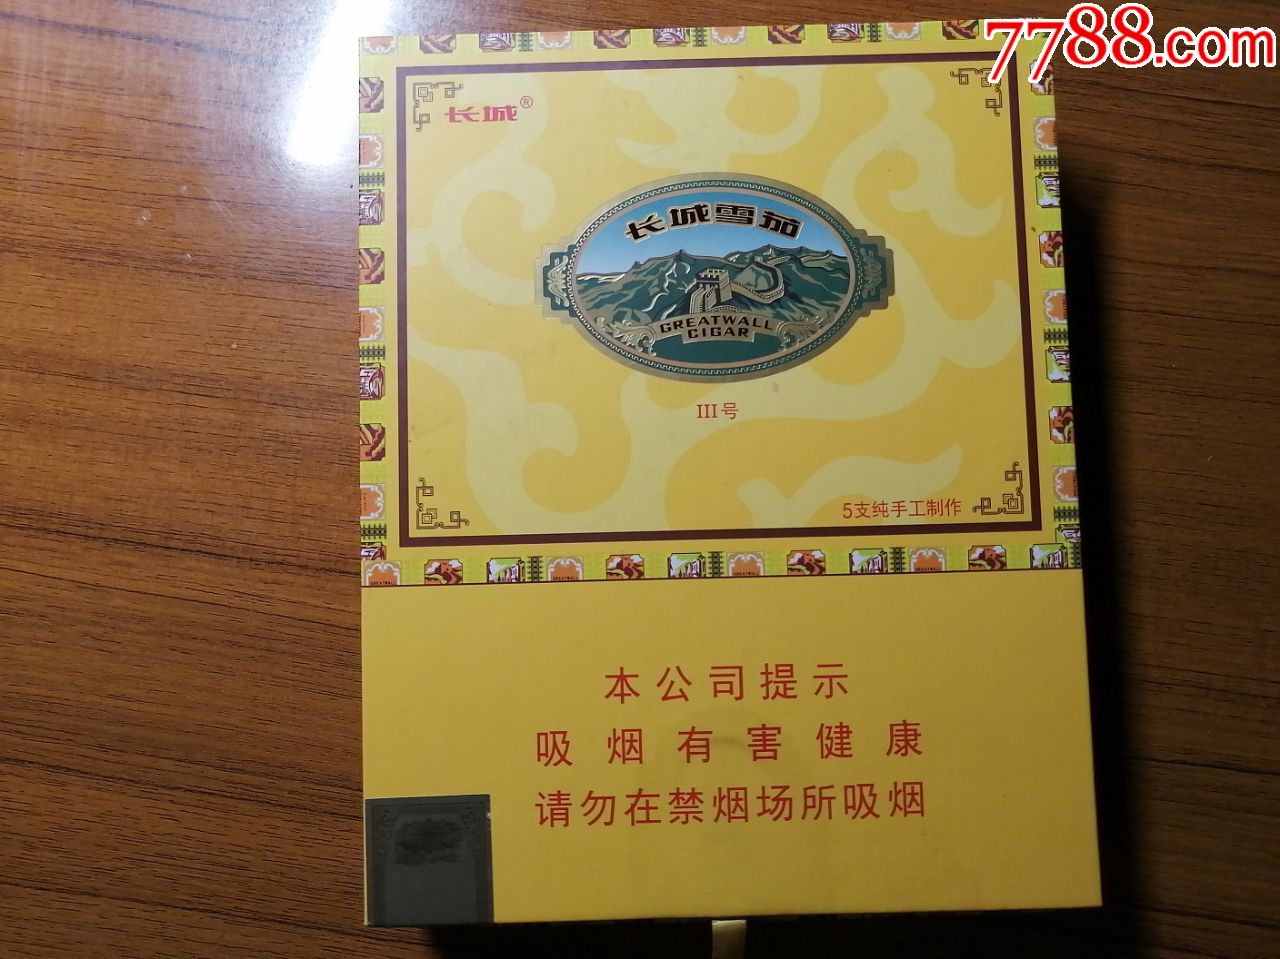 7788.com
长城®
长城雪茄
GREATWALL
CIGAR
III号
5支纯手工制作
本公司提示
吸烟有害健康
请勿在禁烟场所吸烟